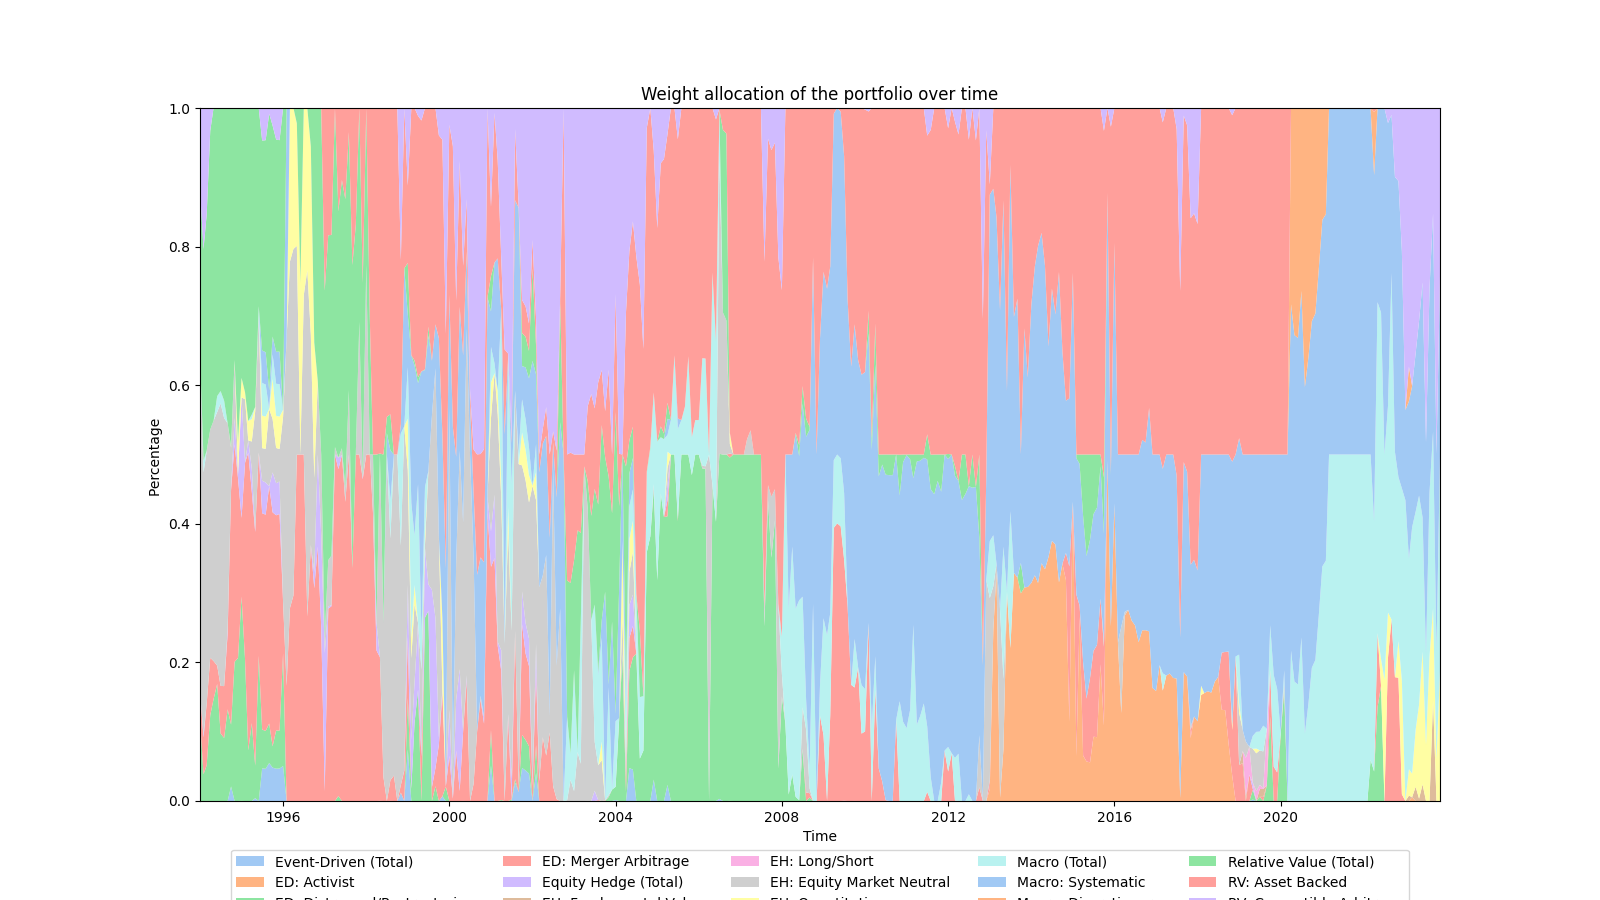 Weight allocation of the portfolio over time
1.0
0.8
0.6
0.4
0.2
0.0
Percentage
1996 2000 2004 2008 2012 2016 2020
Time
Event-Driven (Total) ED: Merger Arbitrage EH: Long/Short Macro (Total) Relative Value (Total)
ED: Activist Equity Hedge (Total) EH: Equity Market Neutral Macro: Systematic RV: Asset Backed